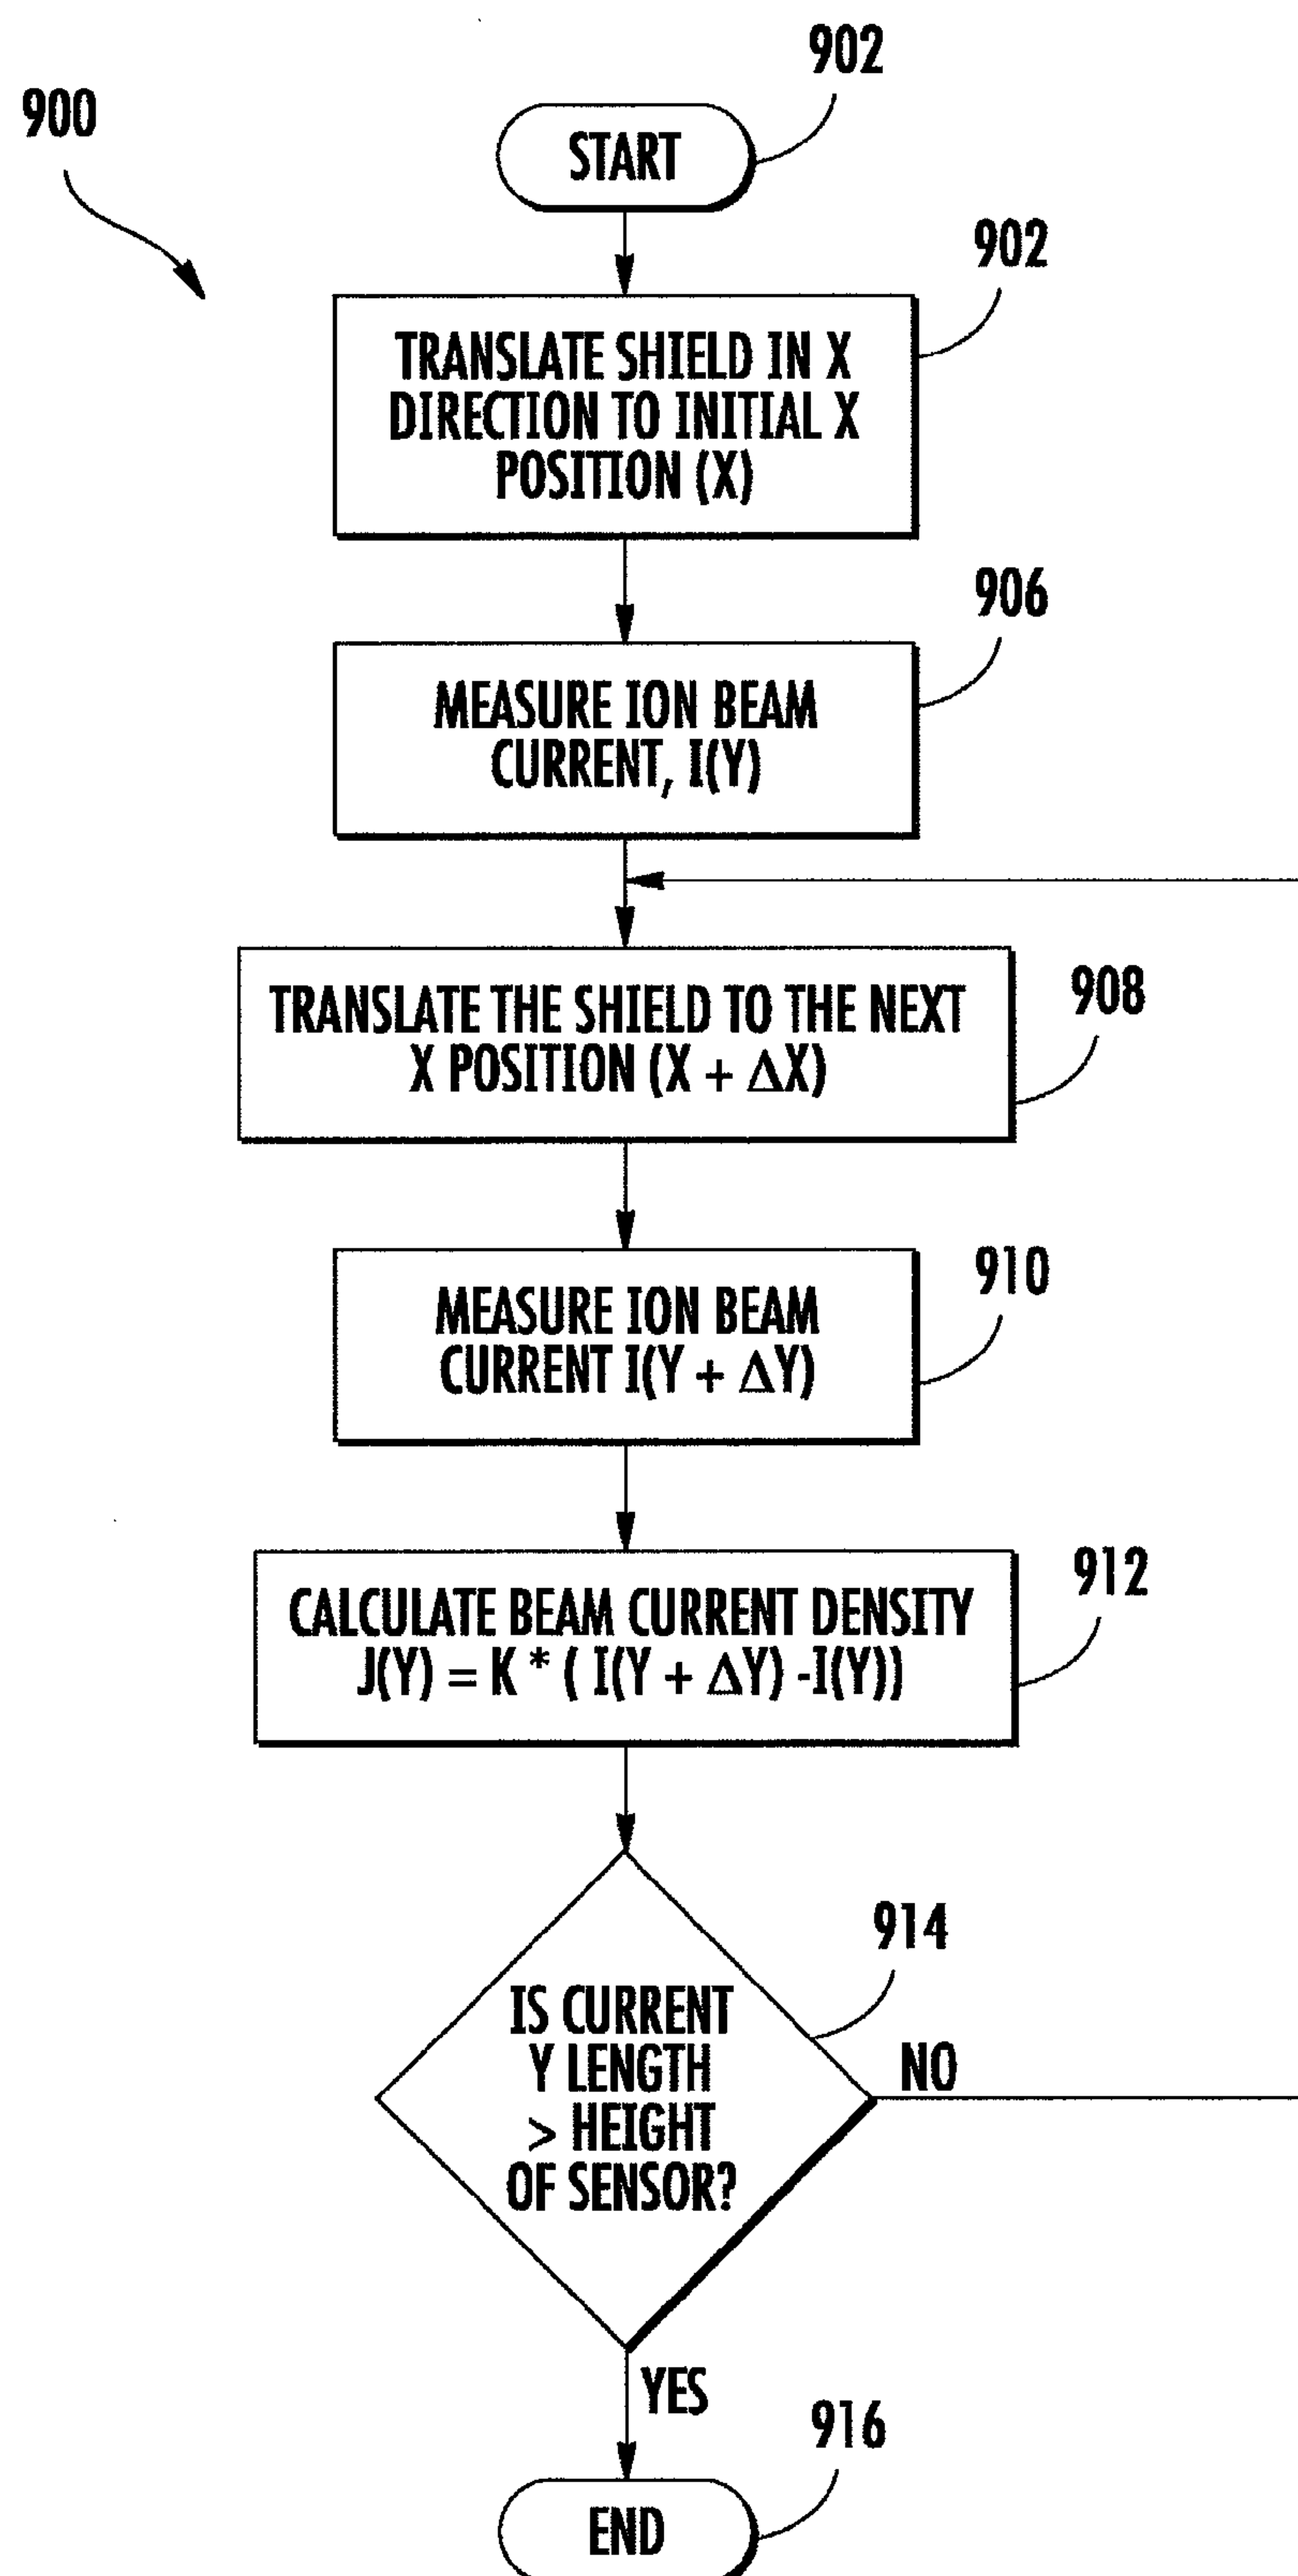 900
902
START
902
TRANSLATE SHIELD IN X
DIRECTION TO INITIAL X
POSITION (X)
906
MEASURE ION BEAM
CURRENT, I(Y)
908
TRANSLATE THE SHIELD TO THE NEXT
X POSITION (X + ΔX)
910
MEASURE ION BEAM
CURRENT I(Y + ΔY)
912
CALCULATE BEAM CURRENT DENSITY
J(Y) = K * ( I(Y + ΔY) -I(Y))
914
IS CURRENT
Y LENGTH
> HEIGHT
OF SENSOR?
NO
YES
916
END